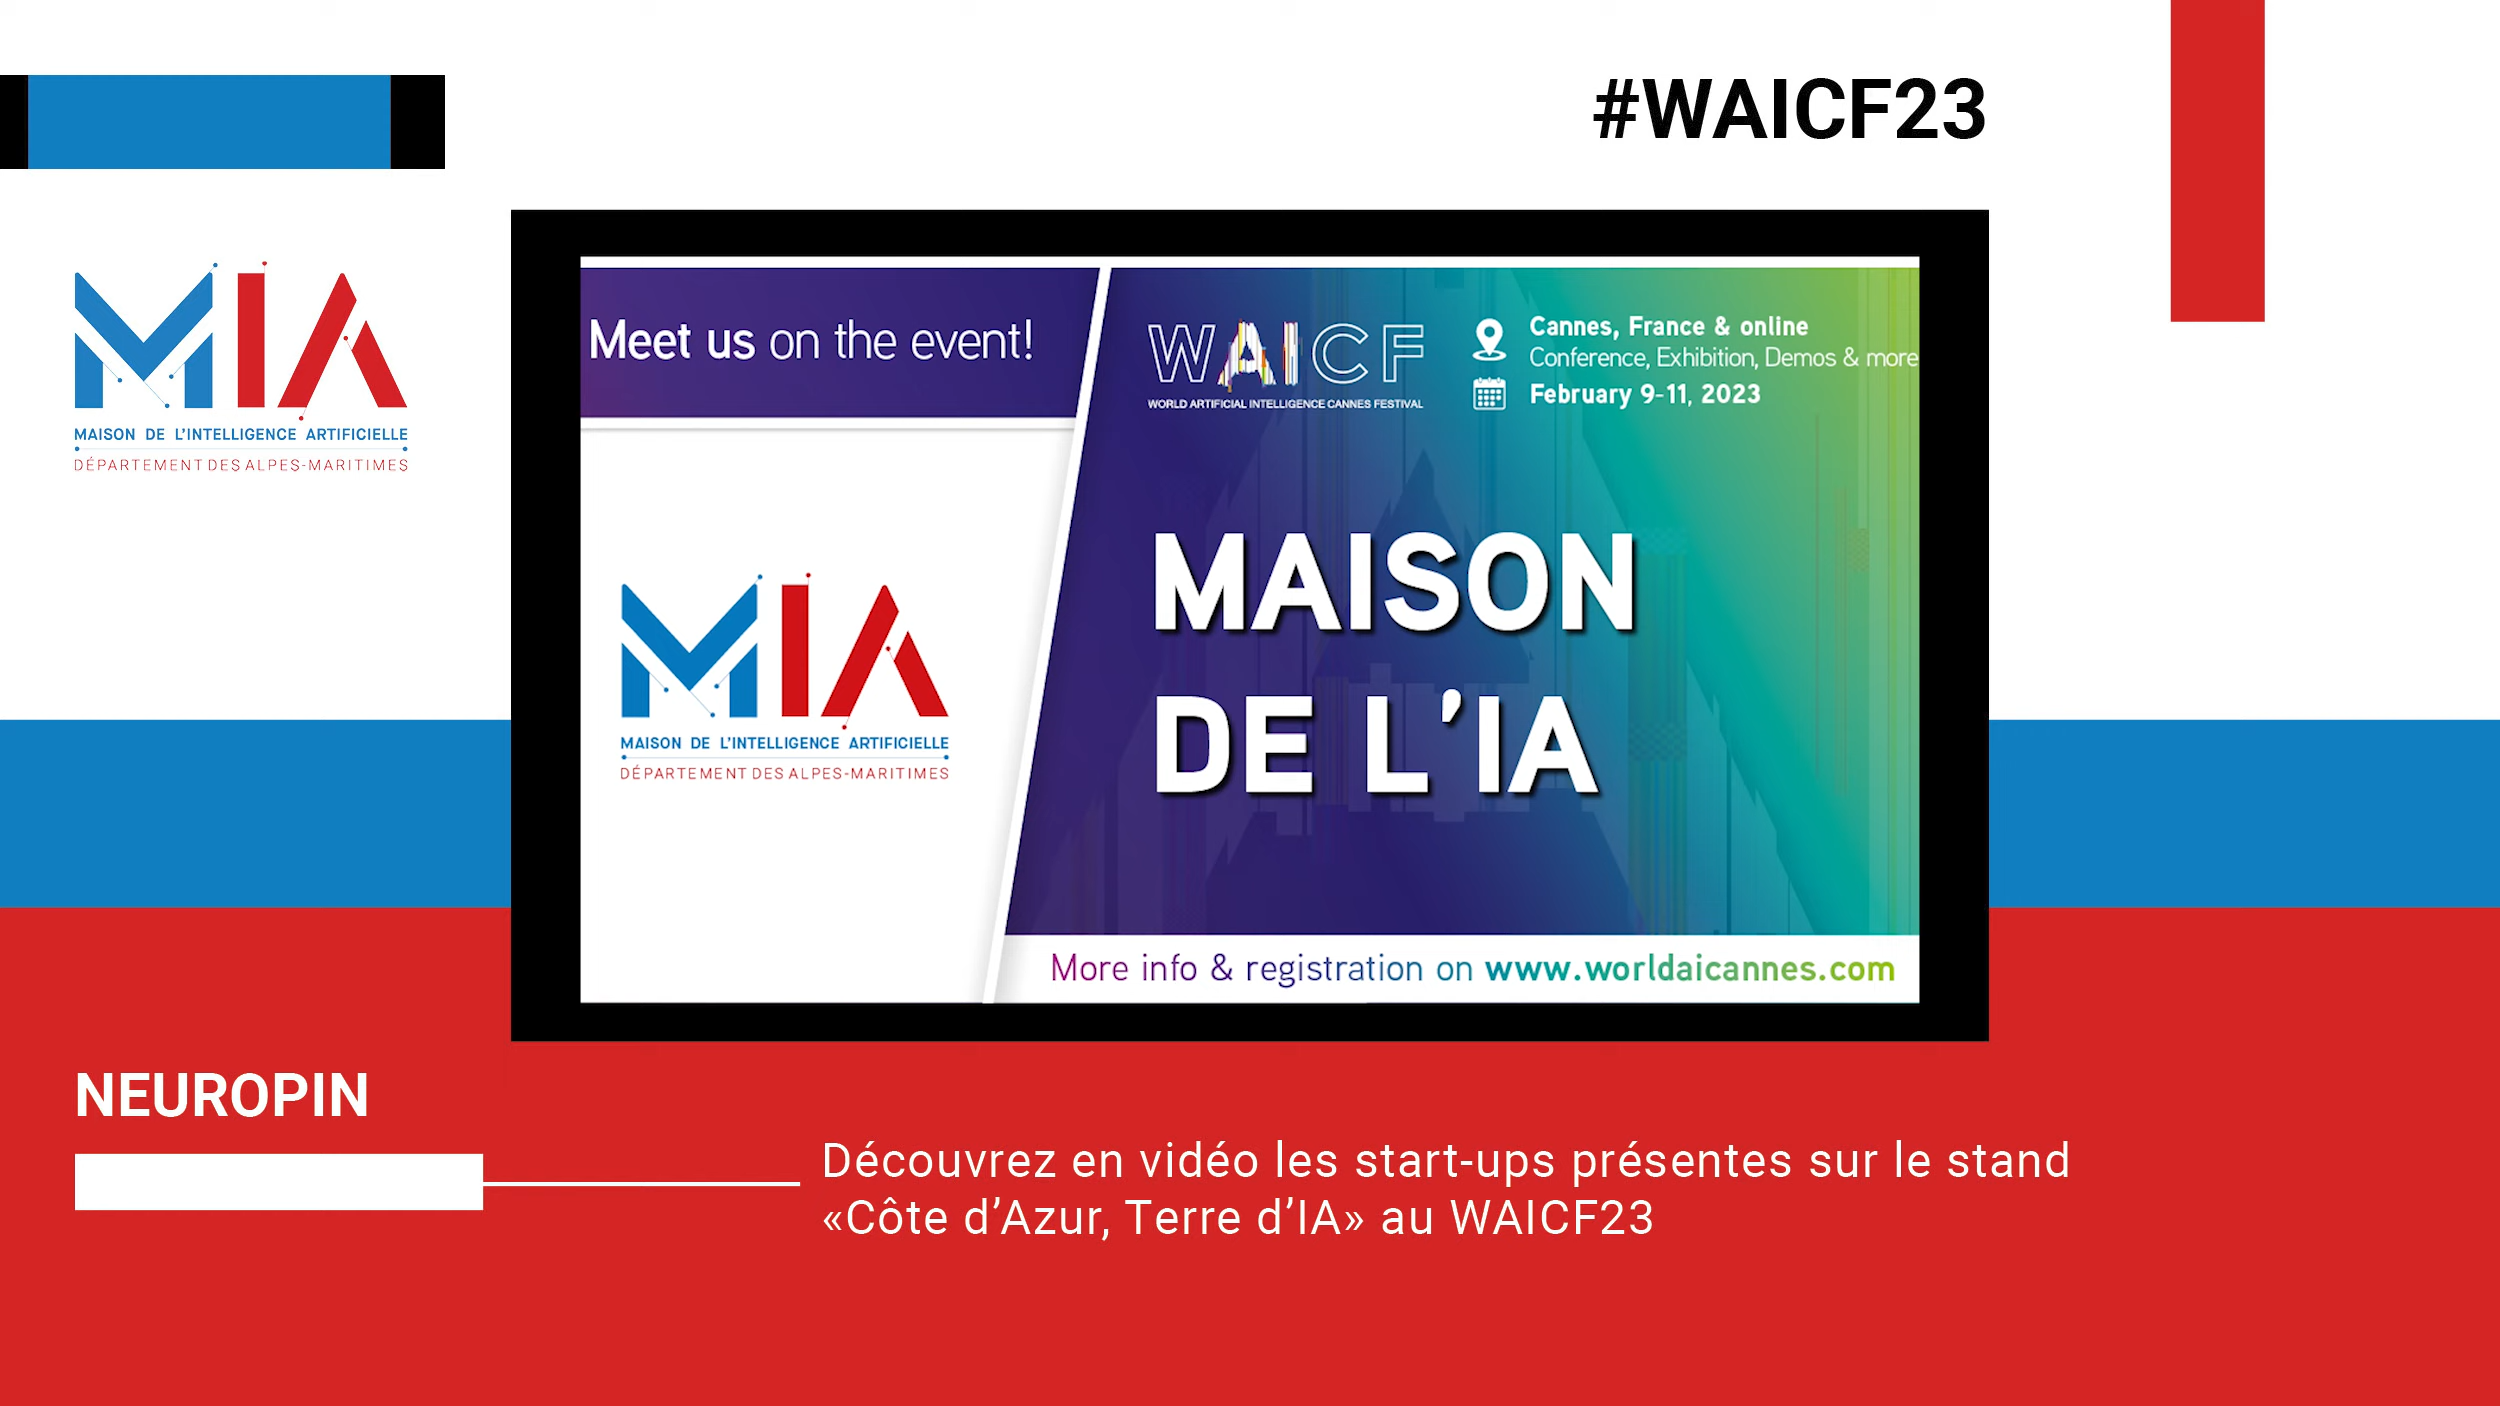 #WAICF23
MIA
MAISON DE L'INTELLIGENCE ARTIFICIELLE
DÉPARTEMENT DES ALPES-MARITIMES
Meet us on the event!
WAICF
WORLD ARTIFICIAL INTELLIGENCE CANNES FESTIVAL
Cannes, France & online
Conference, Exhibition, Demos & more
February 9-11, 2023
MIA
MAISON DE L'INTELLIGENCE ARTIFICIELLE
DÉPARTEMENT DES ALPES-MARITIMES
MAISON
DE L'IA
More info & registration on www.worldaicannes.com
NEUROPIN
Découvrez en vidéo les start-ups présentes sur le stand
«Côte d'Azur, Terre d'IA» au WAICF23